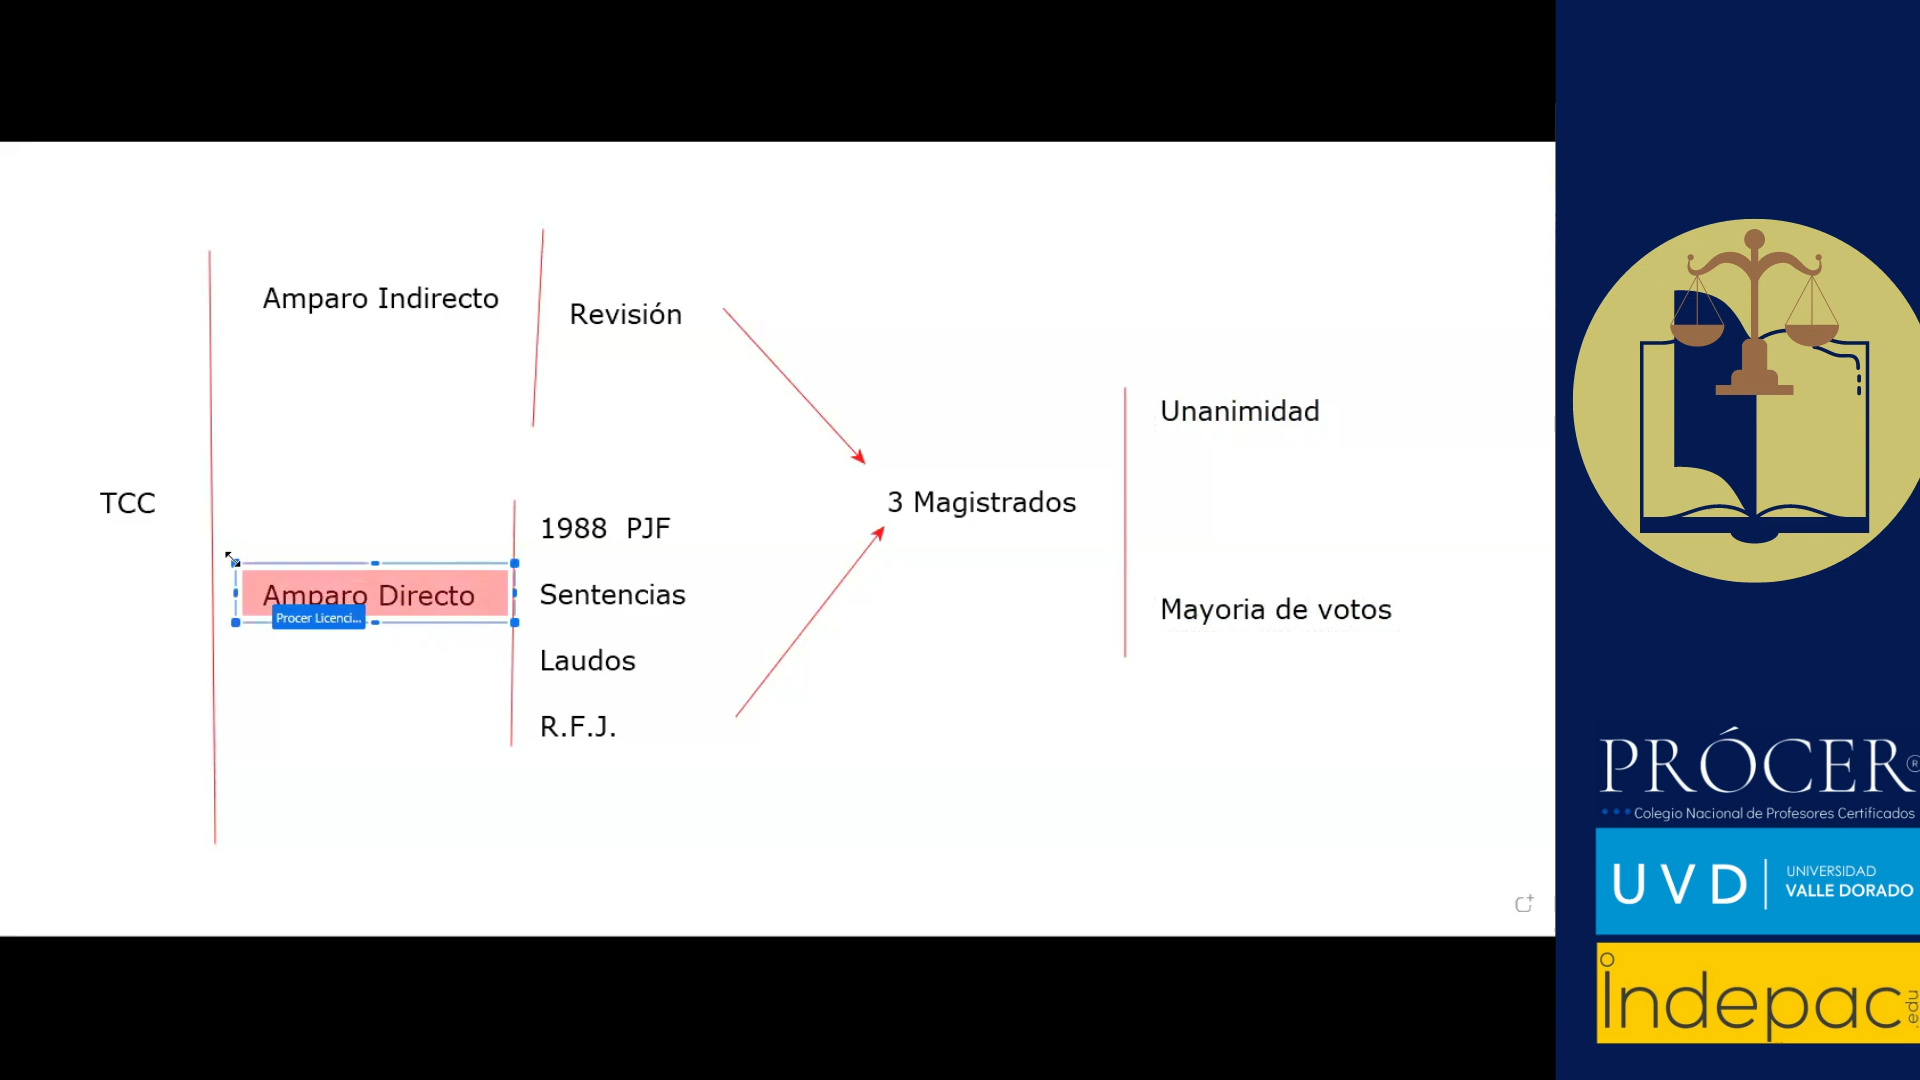 Amparo Indirecto
Revisión
Unanimidad
TCC
3 Magistrados
1988 PJF
Amparo Directo
Procer Licenci...
Sentencias
Mayoria de votos
Laudos
R.F.J.
PRÓCER®
Colegio Nacional de Profesores Certificados
UVD
UNIVERSIDAD
VALLE DORADO
indepac
.edu